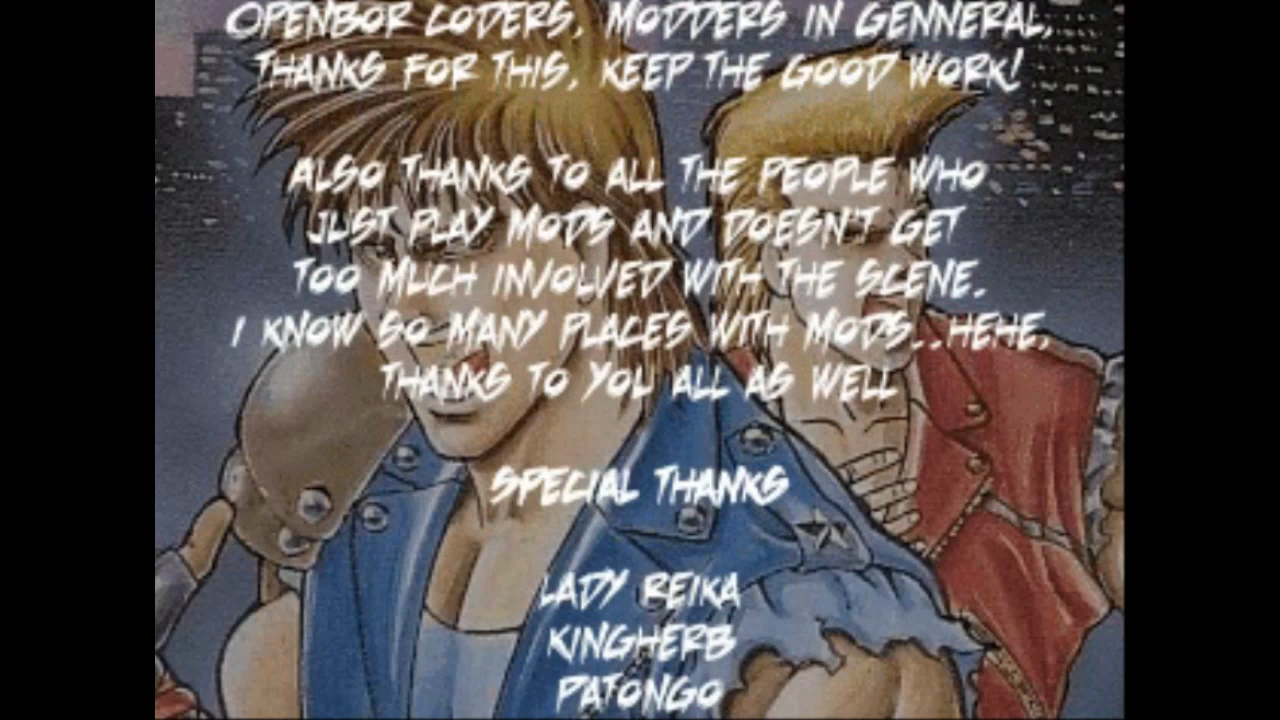 OPENBOR CODERS, MODDERS IN GENNERAL,
THANKS FOR THIS, KEEP THE GOOD WORK!
ALSO THANKS TO ALL THE PEOPLE WHO
JUST PLAY MODS AND DOESN'T GET
TOO MUCH INVOLVED WITH THE SCENE.
I KNOW SO MANY PLACES WITH MODS...HEHE,
THANKS TO YOU ALL AS WELL
SPECIAL THANKS
LADY REIKA
KINGHERB
PATONGO